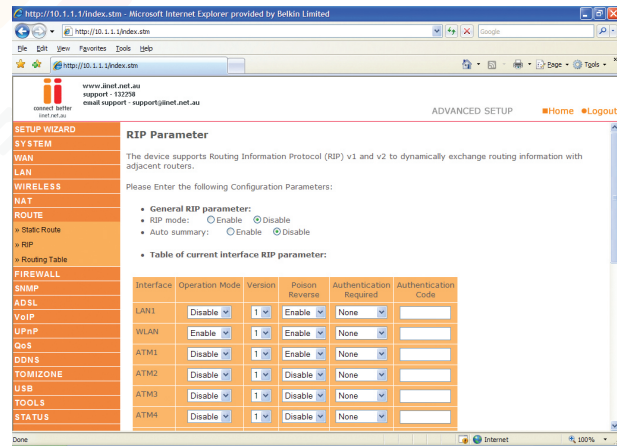 http://10.1.1.1/index.stm - Microsoft Internet Explorer provided by Belkin Limited
http://10.1.1.1/index.stm
Google
File Edit View Favorites Tools Help
http://10.1.1.1/index.stm
Page Tools
www.iinet.net.au
support - 132258
email support - support@iinet.net.au
connect better
iinet.net.au
ADVANCED SETUP Home Logout
SETUP WIZARD
SYSTEM
WAN
LAN
WIRELESS
NAT
ROUTE
» Static Route
» RIP
» Routing Table
FIREWALL
SNMP
ADSL
VoIP
UPnP
QoS
DDNS
TOMIZONE
USB
TOOLS
STATUS
RIP Parameter
The device supports Routing Information Protocol (RIP) v1 and v2 to dynamically exchange routing information with
adjacent routers.
Please Enter the following Configuration Parameters:
• General RIP parameter:
• RIP mode: Enable Disable
• Auto summary: Enable Disable
• Table of current interface RIP parameter:
Interface Operation Mode Version Poison Reverse Authentication Required Authentication Code
LAN1 Disable 1 Enable None
WLAN Enable 1 Enable None
ATM1 Disable 1 Enable None
ATM2 Disable 1 Disable None
ATM3 Disable 1 Disable None
ATM4 Disable 1 Disable None
Done Internet 100%